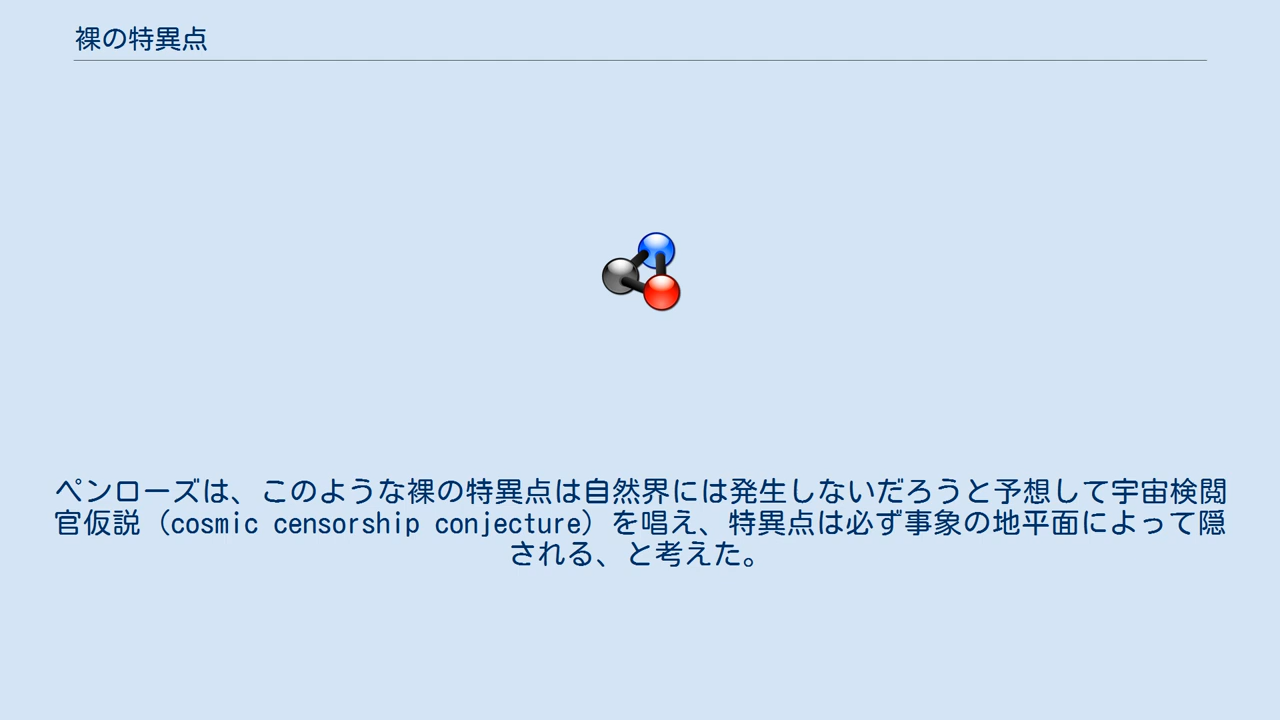 裸の特異点
ペンローズは、このような裸の特異点は自然界には発生しないだろうと予想して宇宙検閲
官仮説（cosmic censorship conjecture）を唱え、特異点は必ず事象の地平面によって隠
される、と考えた。